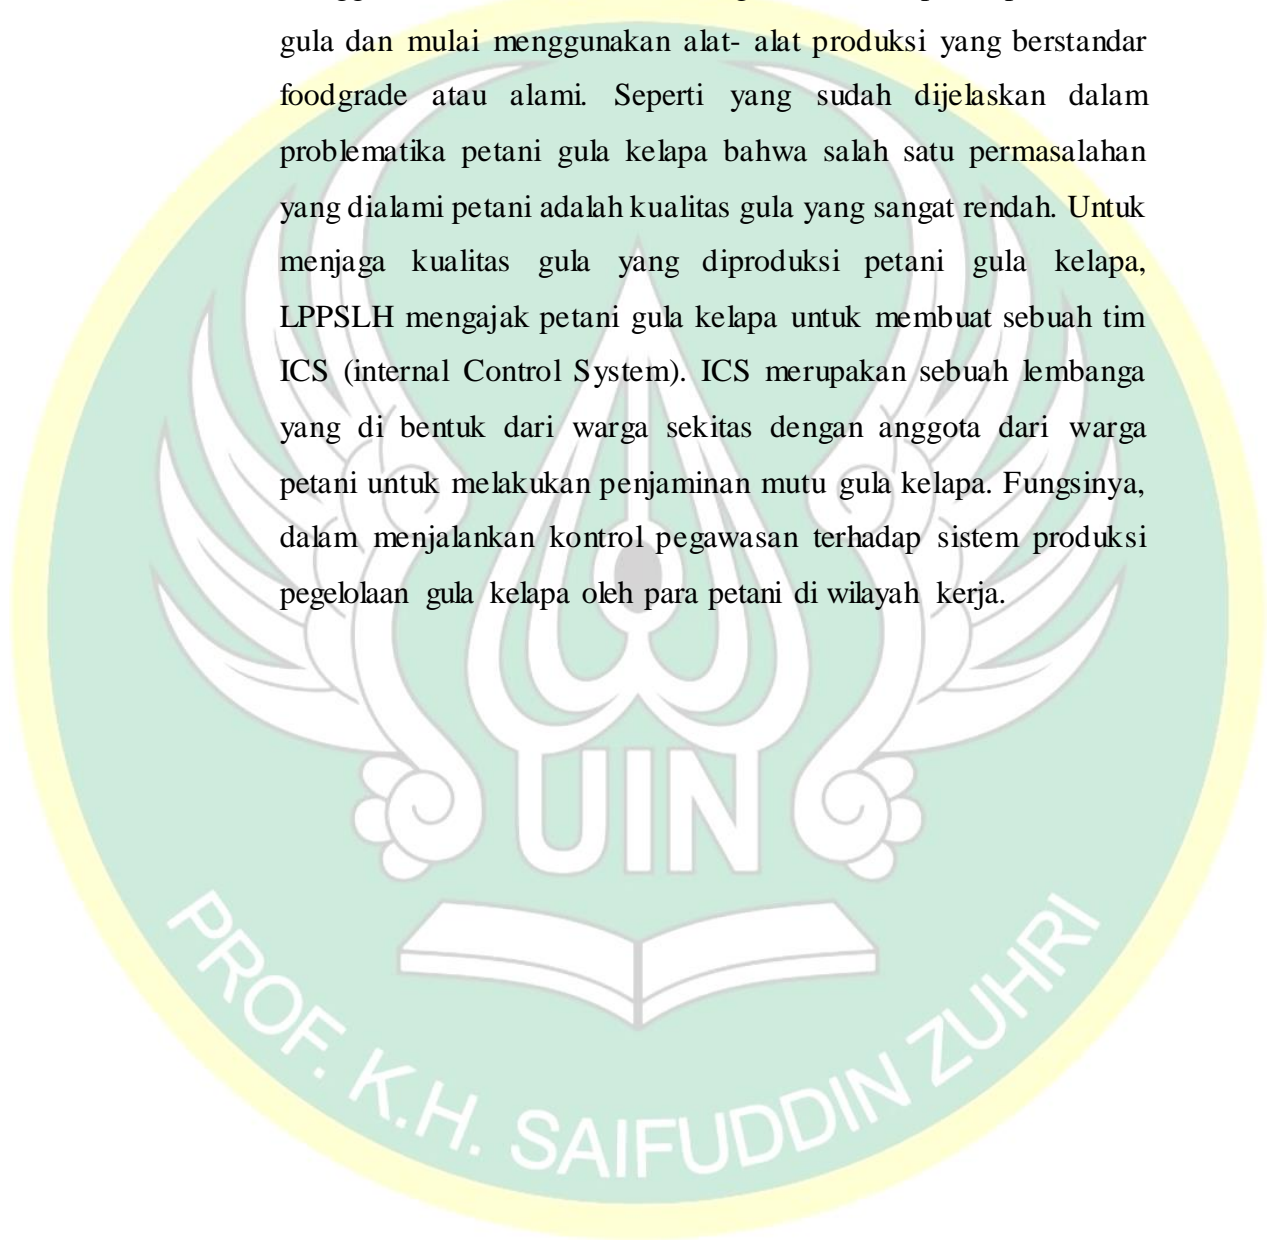 gula dan mulai menggunakan alat- alat produksi yang berstandar
foodgrade atau alami. Seperti yang sudah dijelaskan dalam
problematika petani gula kelapa bahwa salah satu permasalahan
yang dialami petani adalah kualitas gula yang sangat rendah. Untuk
menjaga kualitas gula yang diproduksi petani gula kelapa,
LPPSLH mengajak petani gula kelapa untuk membuat sebuah tim
ICS (internal Control System). ICS merupakan sebuah lembanga
yang di bentuk dari warga sekitas dengan anggota dari warga
petani untuk melakukan penjaminan mutu gula kelapa. Fungsinya,
dalam menjalankan kontrol pegawasan terhadap sistem produksi
pegelolaan gula kelapa oleh para petani di wilayah kerja.
UIN
PROF. K.H. SAIFUDDIN ZUHRI